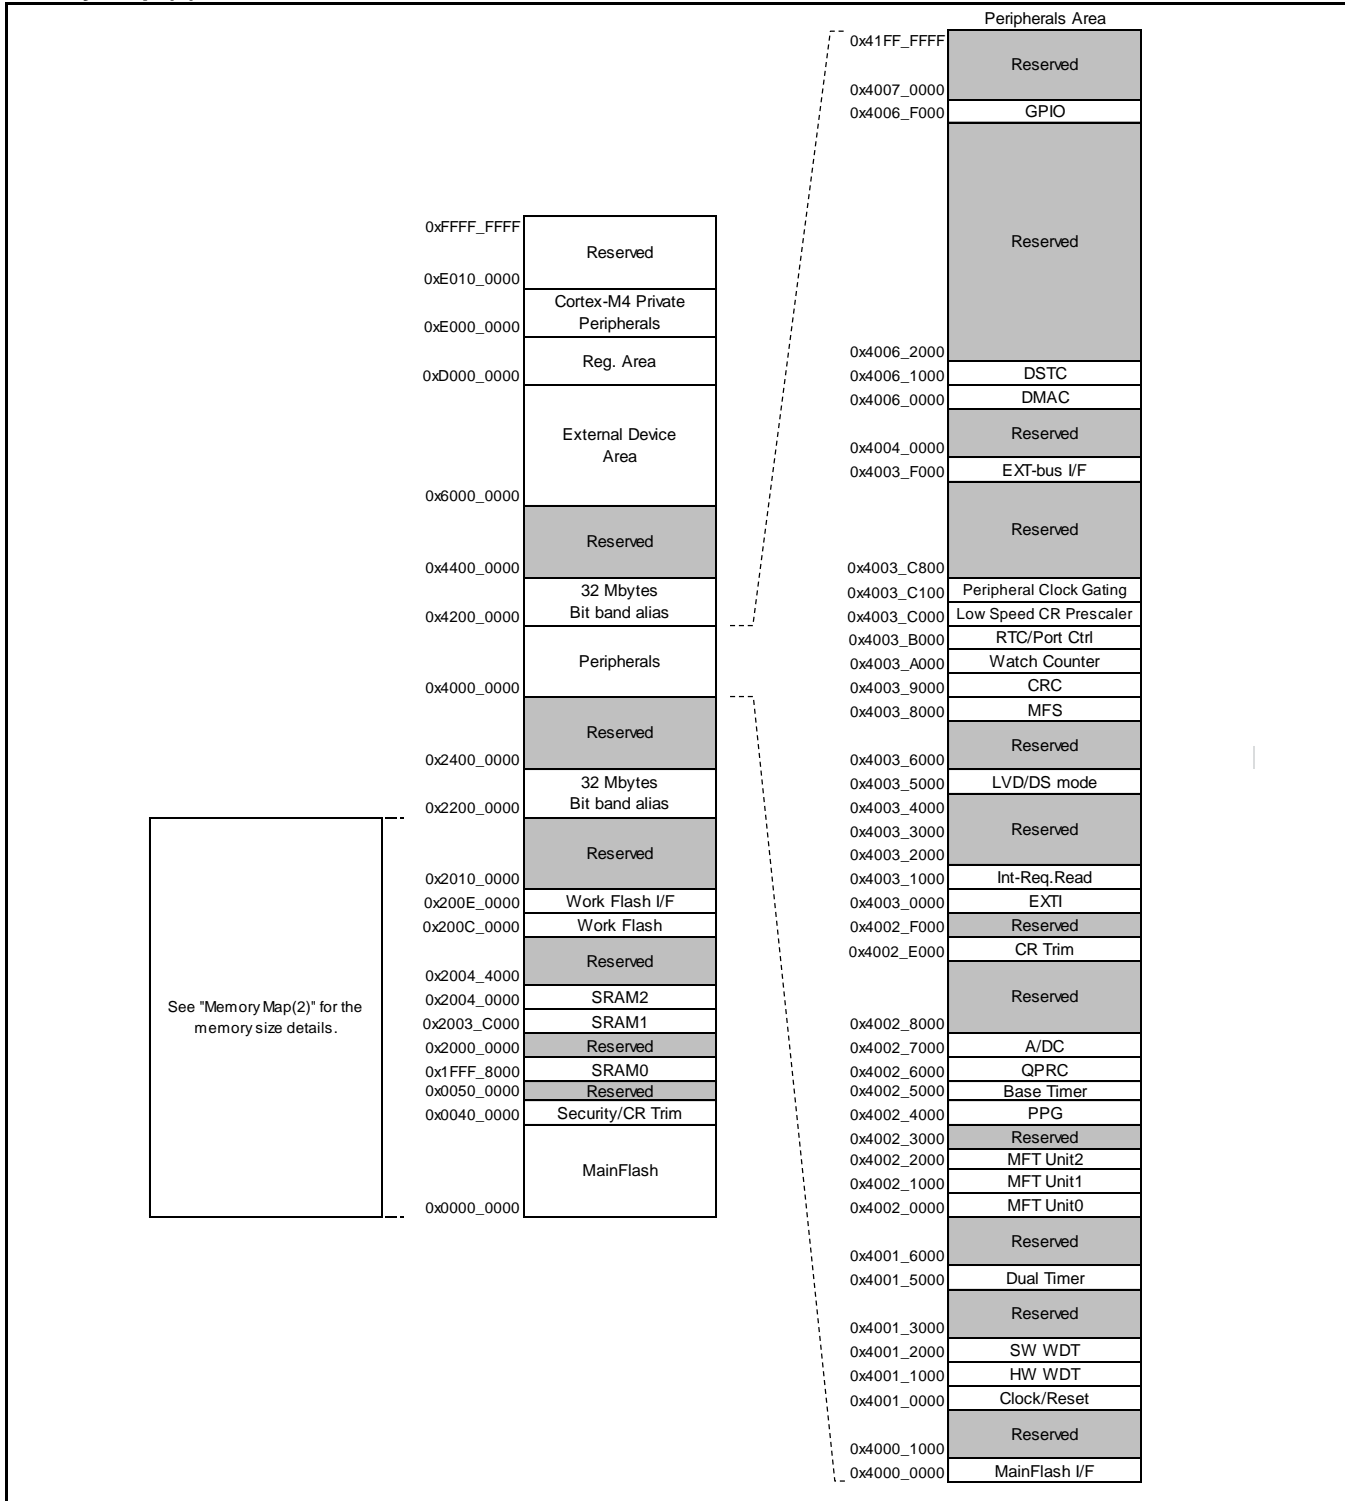 0xFFFF_FFFF
Reserved
0xE010_0000
Cortex-M4 Private
Peripherals
0xE000_0000
Reg. Area
0xD000_0000
External Device
Area
0x6000_0000
Reserved
0x4400_0000
32 Mbytes
Bit band alias
0x4200_0000
Peripherals
0x4000_0000
Reserved
0x2400_0000
32 Mbytes
Bit band alias
0x2200_0000
Reserved
0x2010_0000
0x200E_0000 Work Flash I/F
0x200C_0000 Work Flash
Reserved
0x2004_4000
0x2004_0000 SRAM2
0x2003_C000 SRAM1
0x2000_0000 Reserved
0x1FFF_8000 SRAM0
0x0050_0000 Reserved
0x0040_0000 Security/CR Trim
MainFlash
0x0000_0000
See "Memory Map(2)" for the
memory size details.
Peripherals Area
0x41FF_FFFF
Reserved
0x4007_0000
0x4006_F000 GPIO
Reserved
0x4006_2000
0x4006_1000 DSTC
0x4006_0000 DMAC
Reserved
0x4004_0000
0x4003_F000 EXT-bus I/F
Reserved
0x4003_C800
0x4003_C100 Peripheral Clock Gating
0x4003_C000 Low Speed CR Prescaler
0x4003_B000 RTC/Port Ctrl
0x4003_A000 Watch Counter
0x4003_9000 CRC
0x4003_8000 MFS
Reserved
0x4003_6000
0x4003_5000 LVD/DS mode
0x4003_4000
0x4003_3000 Reserved
0x4003_2000
0x4003_1000 Int-Req.Read
0x4003_0000 EXTI
0x4002_F000 Reserved
0x4002_E000 CR Trim
Reserved
0x4002_8000
0x4002_7000 A/DC
0x4002_6000 QPRC
0x4002_5000 Base Timer
0x4002_4000 PPG
0x4002_3000 Reserved
0x4002_2000 MFT Unit2
0x4002_1000 MFT Unit1
0x4002_0000 MFT Unit0
Reserved
0x4001_6000
0x4001_5000 Dual Timer
Reserved
0x4001_3000
0x4001_2000 SW WDT
0x4001_1000 HW WDT
0x4001_0000 Clock/Reset
Reserved
0x4000_1000
0x4000_0000 MainFlash I/F